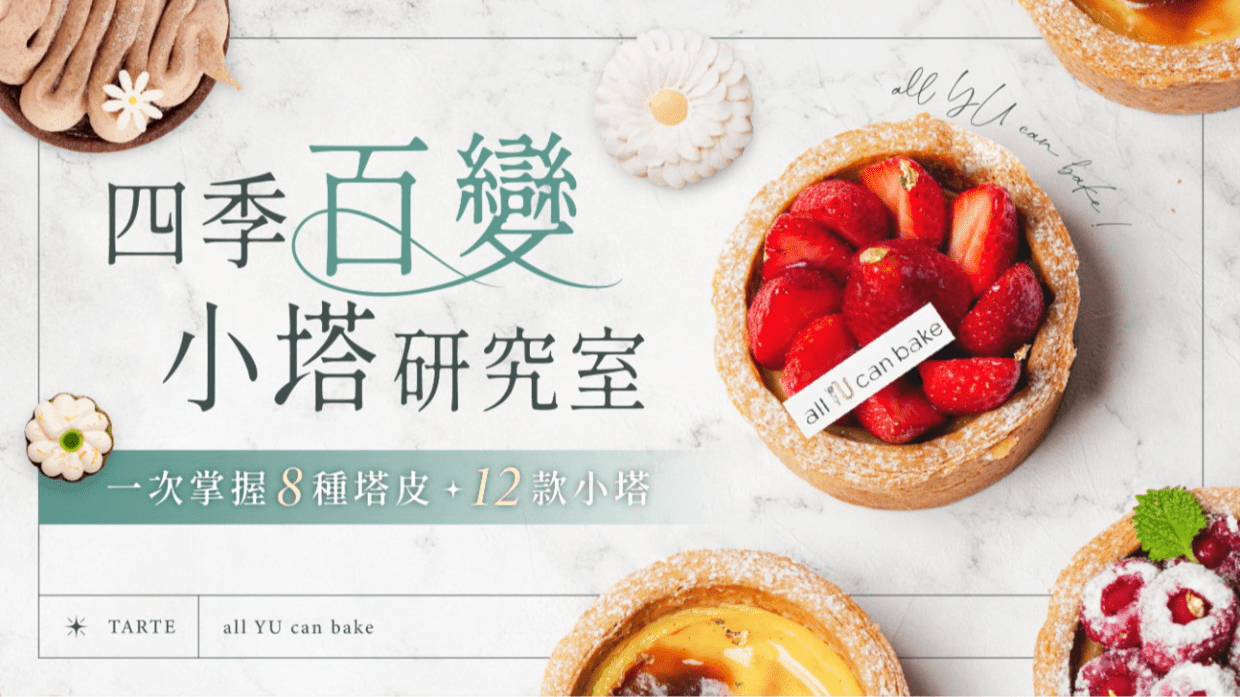 四季百變
小塔研究室
一次掌握8種塔皮✦12款小塔
TARTE
all YU can bake
all YU can bake!
all YU can bake